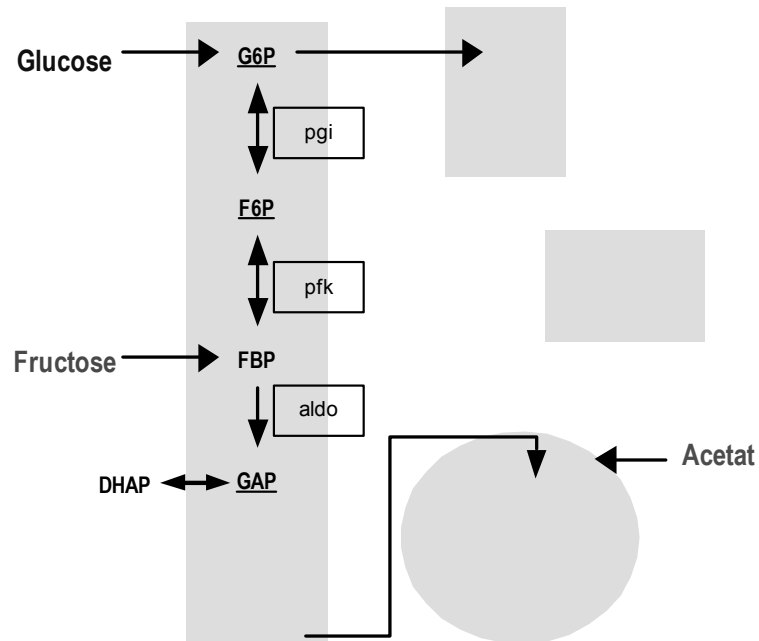 Glucose
G6P
pgi
F6P
pfk
Fructose
FBP
aldo
DHAP
GAP
Acetat